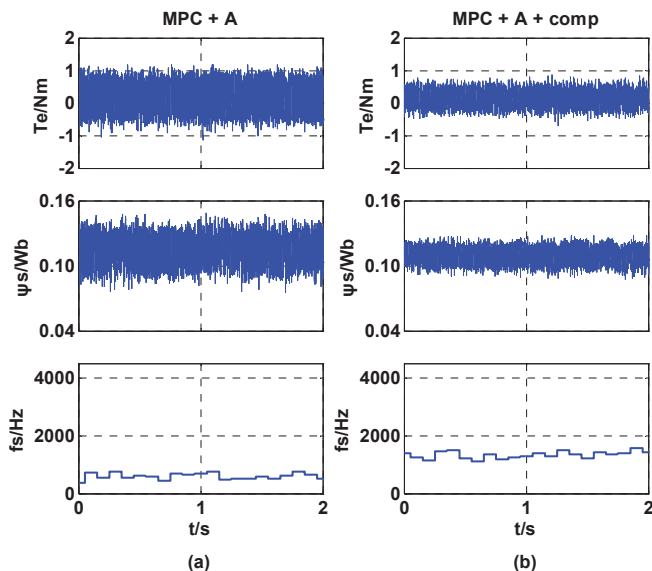 MPC + A
MPC + A + comp
2
1
0
-1
-2
Te/Nm
2
1
0
-1
-2
Te/Nm
0.16
0.10
0.04
ψs/Wb
0.16
0.10
0.04
ψs/Wb
4000
2000
0
fs/Hz
4000
2000
0
fs/Hz
0 1 2
0 1 2
t/s
t/s
(a)
(b)